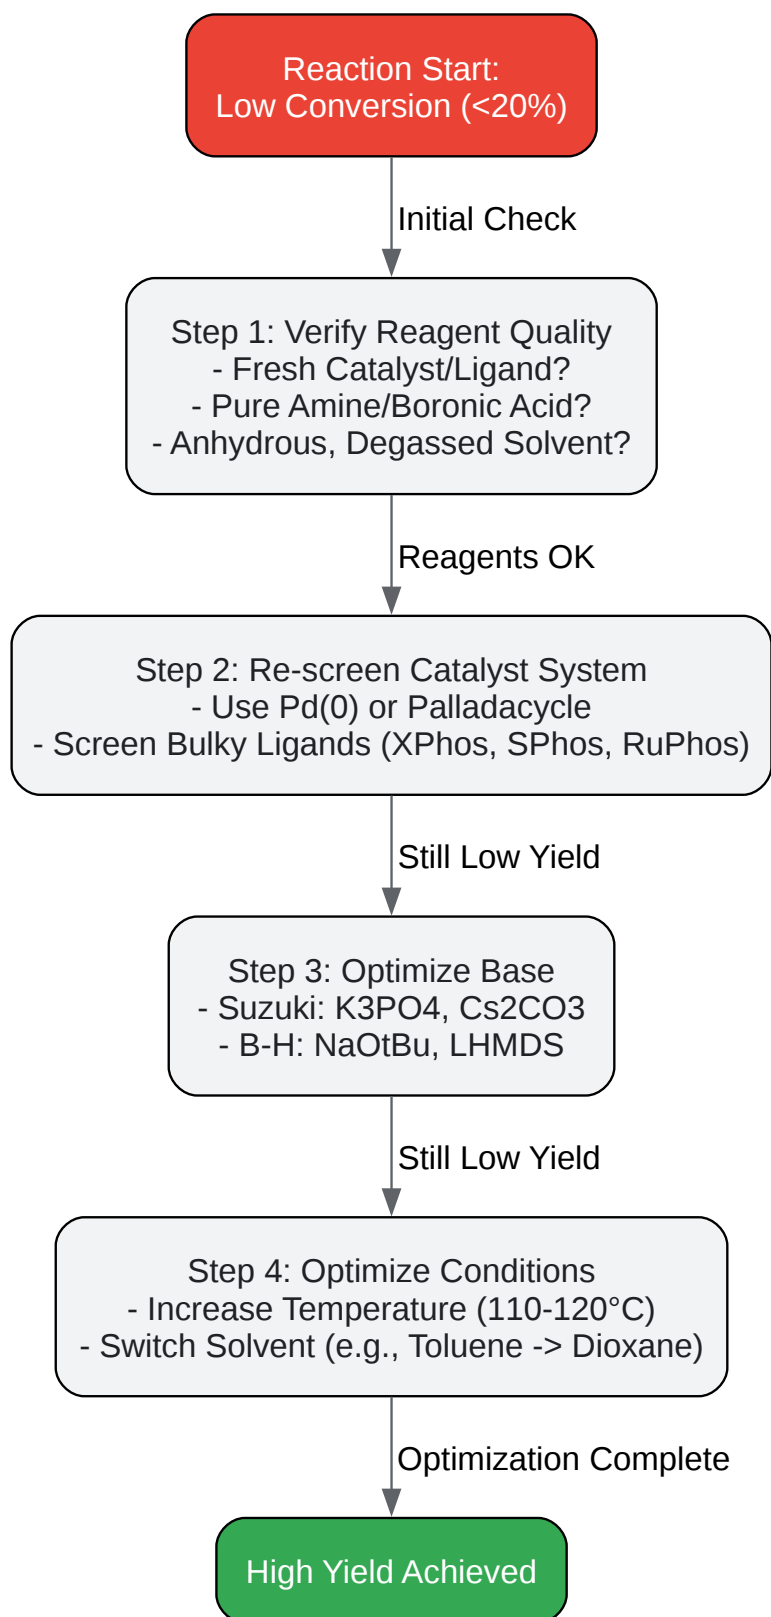 Reaction Start:
Low Conversion (<20%)
Initial Check
Step 1: Verify Reagent Quality
- Fresh Catalyst/Ligand?
- Pure Amine/Boronic Acid?
- Anhydrous, Degassed Solvent?
Reagents OK
Step 2: Re-screen Catalyst System
- Use Pd(0) or Palladacycle
- Screen Bulky Ligands (XPhos, SPhos, RuPhos)
Still Low Yield
Step 3: Optimize Base
- Suzuki: K3PO4, Cs2CO3
- B-H: NaOtBu, LHMDS
Still Low Yield
Step 4: Optimize Conditions
- Increase Temperature (110-120°C)
- Switch Solvent (e.g., Toluene -> Dioxane)
Optimization Complete
High Yield Achieved